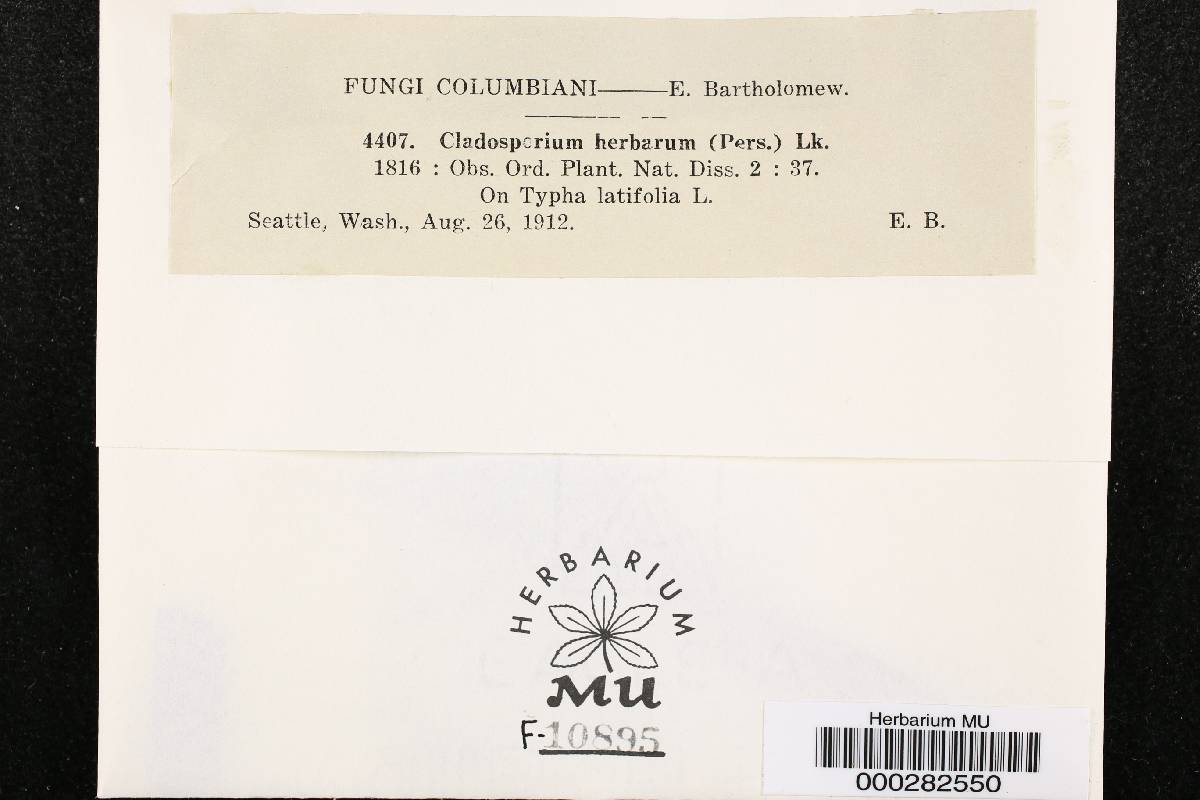 FUNGI COLUMBIANI——E. Bartholomew.
4407. Cladosporium herbarum (Pers.) Lk.
1816 : Obs. Ord. Plant. Nat. Diss. 2 : 37.
On Typha latifolia L.
Seattle, Wash., Aug. 26, 1912. E. B.
HERBARIUM
MU
F-10895
Herbarium MU
000282550